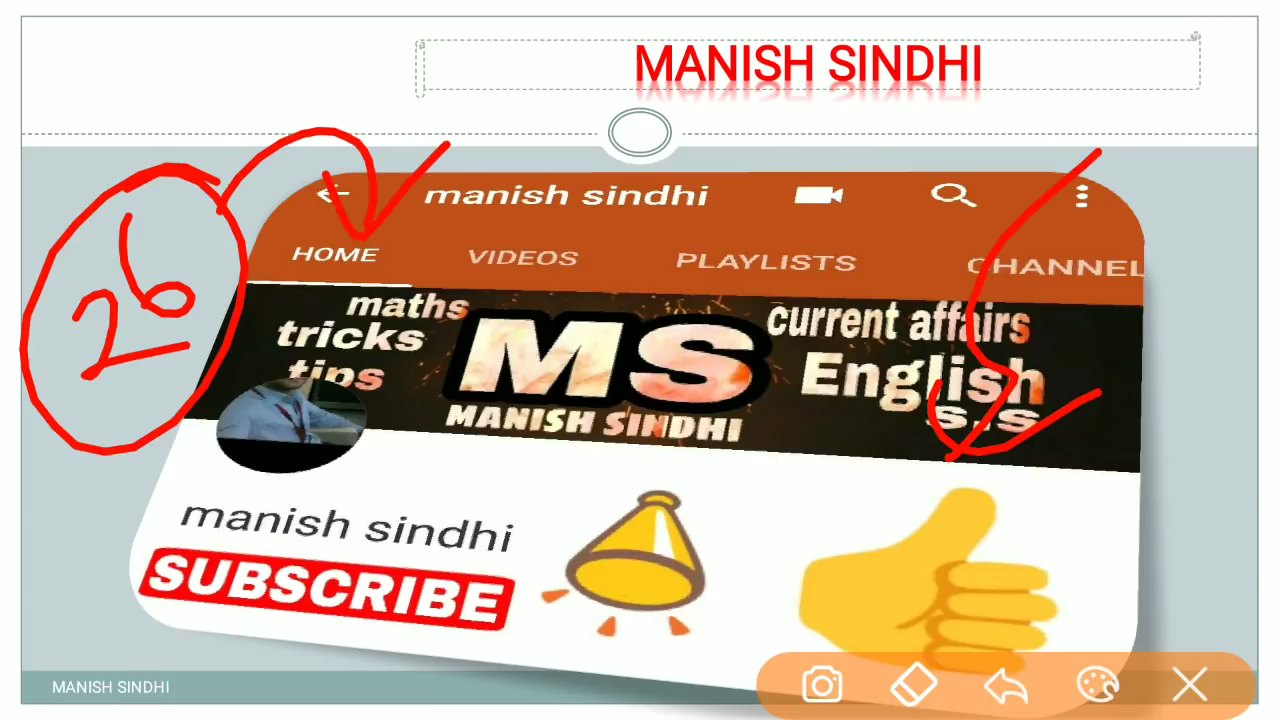 MANISH SINDHI
26
manish sindhi
HOME VIDEOS PLAYLISTS CHANNEL
maths
tricks
tips
MS
MANISH SINDHI
current affairs
English
s.s
manish sindhi
SUBSCRIBE
MANISH SINDHI